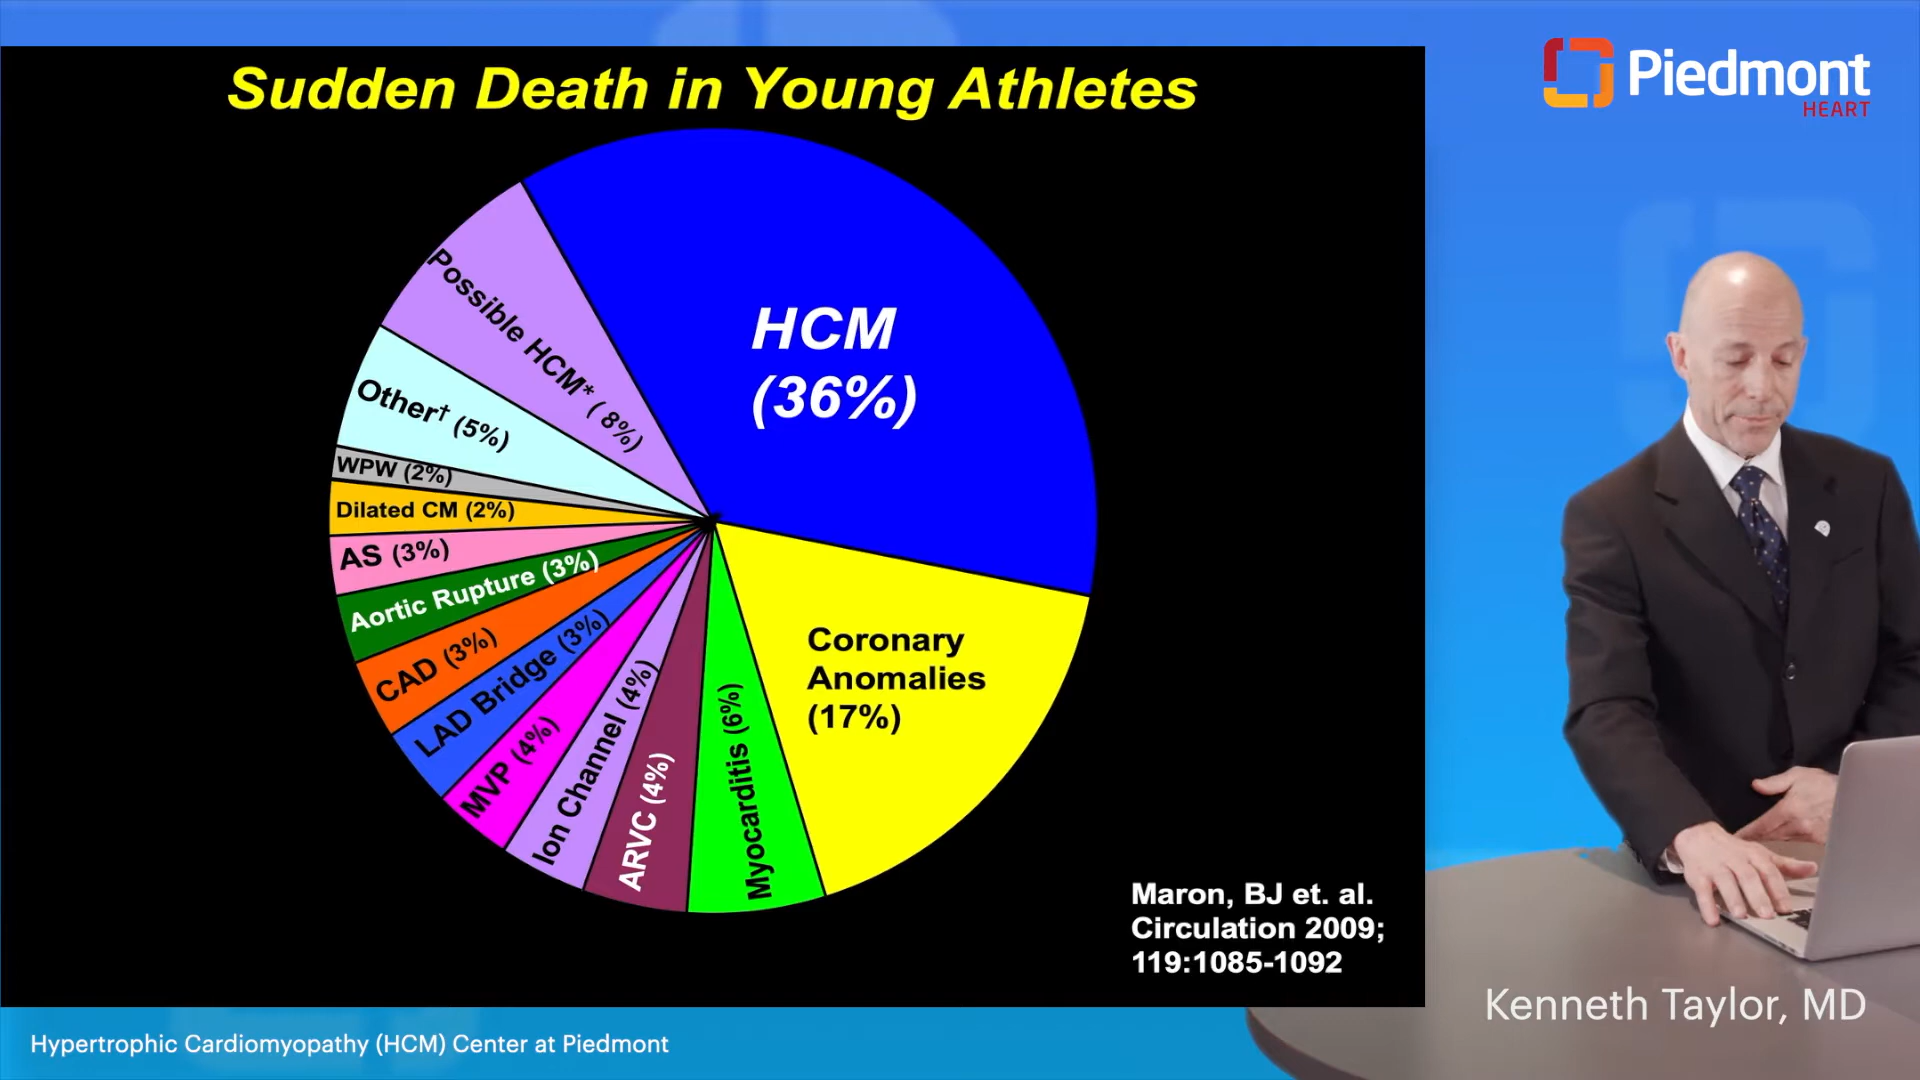 Sudden Death in Young Athletes
Piedmont
HEART
HCM
(36%)
Possible HCM* ( 8%)
Other† (5%)
WPW (2%)
Dilated CM (2%)
AS (3%)
Aortic Rupture (3%)
CAD (3%)
LAD Bridge (3%)
MVP (4%)
Ion Channel (4%)
ARVC (4%)
Myocarditis (6%)
Coronary
Anomalies
(17%)
Maron, BJ et. al.
Circulation 2009;
119:1085-1092
Kenneth Taylor, MD
Hypertrophic Cardiomyopathy (HCM) Center at Piedmont